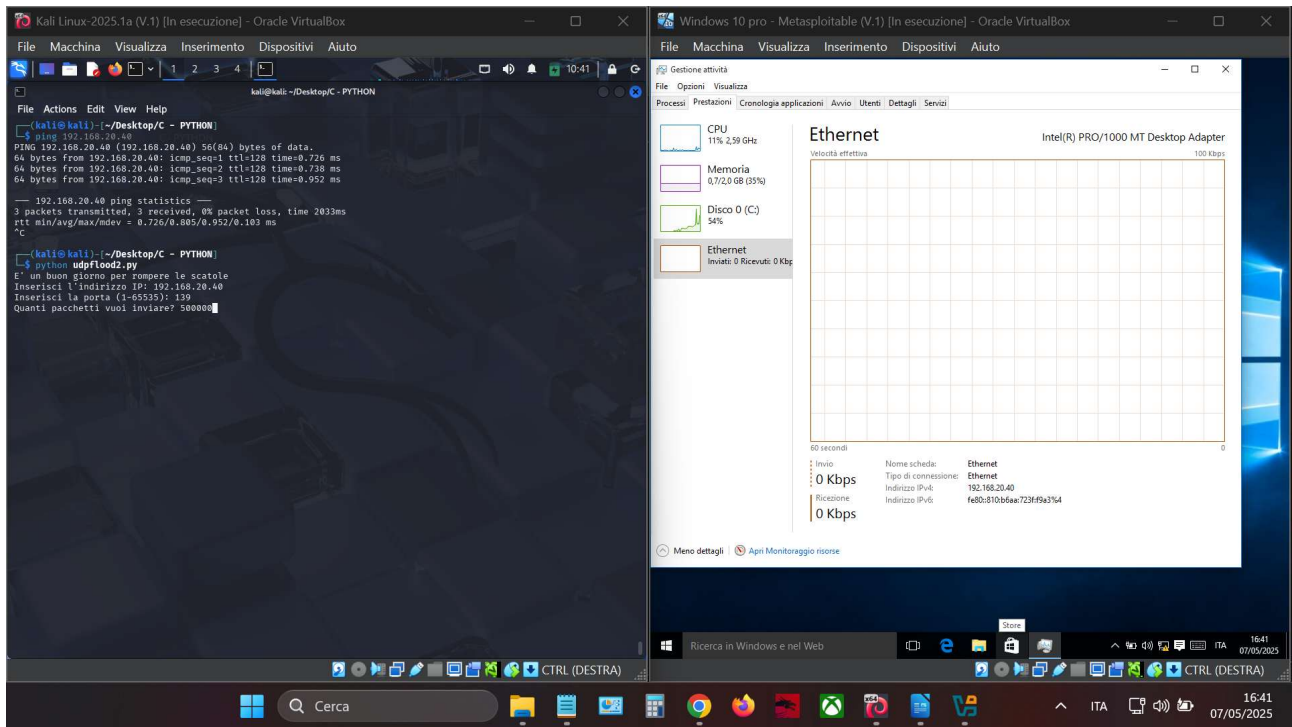 Kali Linux-2025.1a (V.1) [In esecuzione] - Oracle VirtualBox
File Macchina Visualizza Inserimento Dispositivi Aiuto
1 2 3 4
10:41
kali@kali: ~/Desktop/C - PYTHON
File Actions Edit View Help
(kali㉿kali)-[~/Desktop/C - PYTHON]
$ ping 192.168.20.40
PING 192.168.20.40 (192.168.20.40) 56(84) bytes of data.
64 bytes from 192.168.20.40: icmp_seq=1 ttl=128 time=0.726 ms
64 bytes from 192.168.20.40: icmp_seq=2 ttl=128 time=0.738 ms
64 bytes from 192.168.20.40: icmp_seq=3 ttl=128 time=0.952 ms
--- 192.168.20.40 ping statistics ---
3 packets transmitted, 3 received, 0% packet loss, time 2033ms
rtt min/avg/max/mdev = 0.726/0.805/0.952/0.103 ms
^C
(kali㉿kali)-[~/Desktop/C - PYTHON]
$ python udpflood2.py
E' un buon giorno per rompere le scatole
Inserisci l'indirizzo IP: 192.168.20.40
Inserisci la porta (1-65535): 139
Quanti pacchetti vuoi inviare? 500000
CTRL (DESTRA)
Windows 10 pro - Metasploitable (V.1) [In esecuzione] - Oracle VirtualBox
File Macchina Visualizza Inserimento Dispositivi Aiuto
Gestione attività
File Opzioni Visualizza
Processi Prestazioni Cronologia applicazioni Avvio Utenti Dettagli Servizi
CPU
11% 2,59 GHz
Memoria
0,7/2,0 GB (35%)
Disco 0 (C:)
54%
Ethernet
Inviati: 0 Ricevuti: 0 Kbp
Ethernet
Intel(R) PRO/1000 MT Desktop Adapter
Velocità effettiva
100 Kbps
60 secondi
0
Invio
0 Kbps
Ricezione
0 Kbps
Nome scheda: Ethernet
Tipo di connessione: Ethernet
Indirizzo IPv4: 192.168.20.40
Indirizzo IPv6: fe80::810:b6aa:723f:f9a3%4
Meno dettagli
Apri Monitoraggio risorse
Store
Ricerca in Windows e nel Web
ITA
16:41
07/05/2025
CTRL (DESTRA)
Cerca
ITA
16:41
07/05/2025